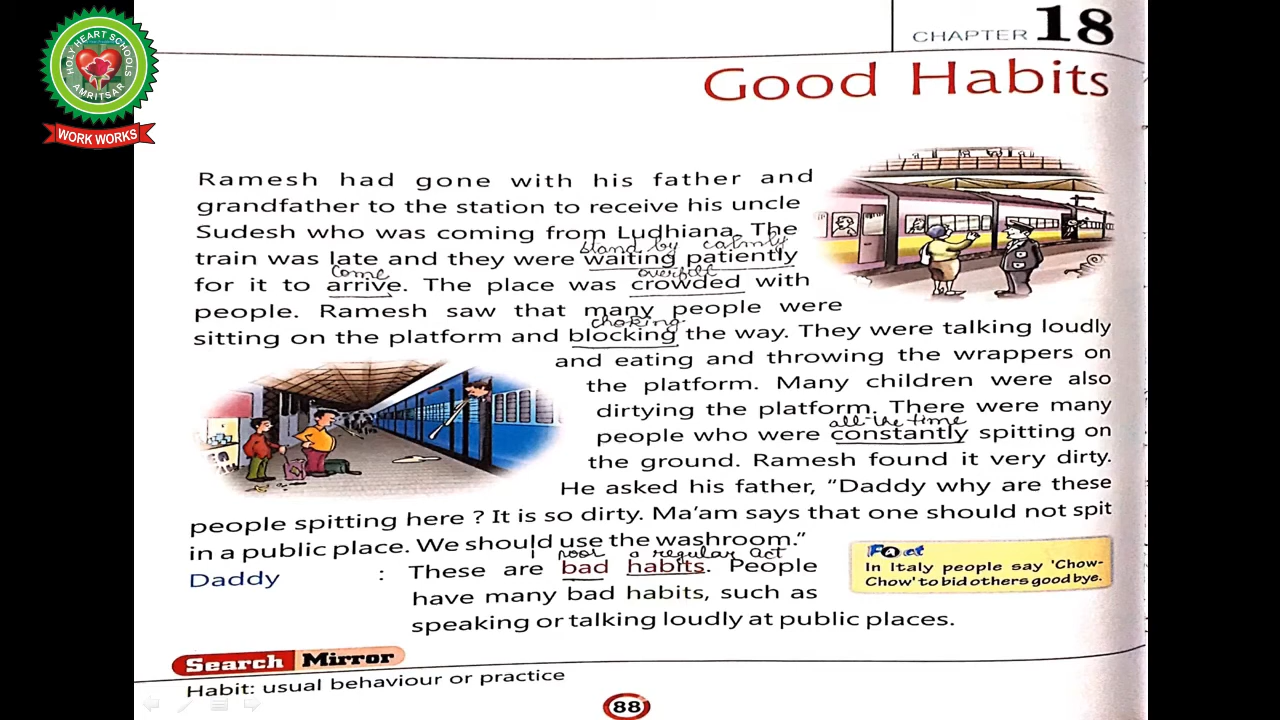 HOLY HEART SCHOOLS
AMRITSAR
WORK WORKS
CHAPTER 18
Good Habits
Ramesh had gone with his father and
grandfather to the station to receive his uncle
Sudesh who was coming from Ludhiana. The
stand by calmly
train was late and they were waiting patiently
come
for it to arrive. The place was crowded with
people. Ramesh saw that many people were
choking
sitting on the platform and blocking the way. They were talking loudly
and eating and throwing the wrappers on
the platform. Many children were also
dirtying the platform. There were many
all the time
people who were constantly spitting on
the ground. Ramesh found it very dirty.
He asked his father, “Daddy why are these
people spitting here ? It is so dirty. Ma’am says that one should not spit
in a public place. We should use the washroom.”
poor a regular act
Daddy : These are bad habits. People
have many bad habits, such as
speaking or talking loudly at public places.
Fact
In Italy people say ‘Chow-
Chow’ to bid others good bye.
Search Mirror
Habit: usual behaviour or practice
88